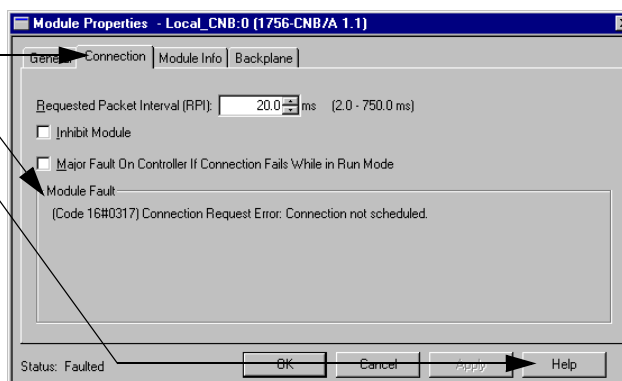 Module Properties - Local_CNB:0 (1756-CNB/A 1.1)
General Connection Module Info Backplane
Requested Packet Interval (RPI): 20.0 ms (2.0 - 750.0 ms)
Inhibit Module
Major Fault On Controller If Connection Fails While in Run Mode
Module Fault
(Code 16#0317) Connection Request Error: Connection not scheduled.
Status: Faulted OK Cancel Apply Help